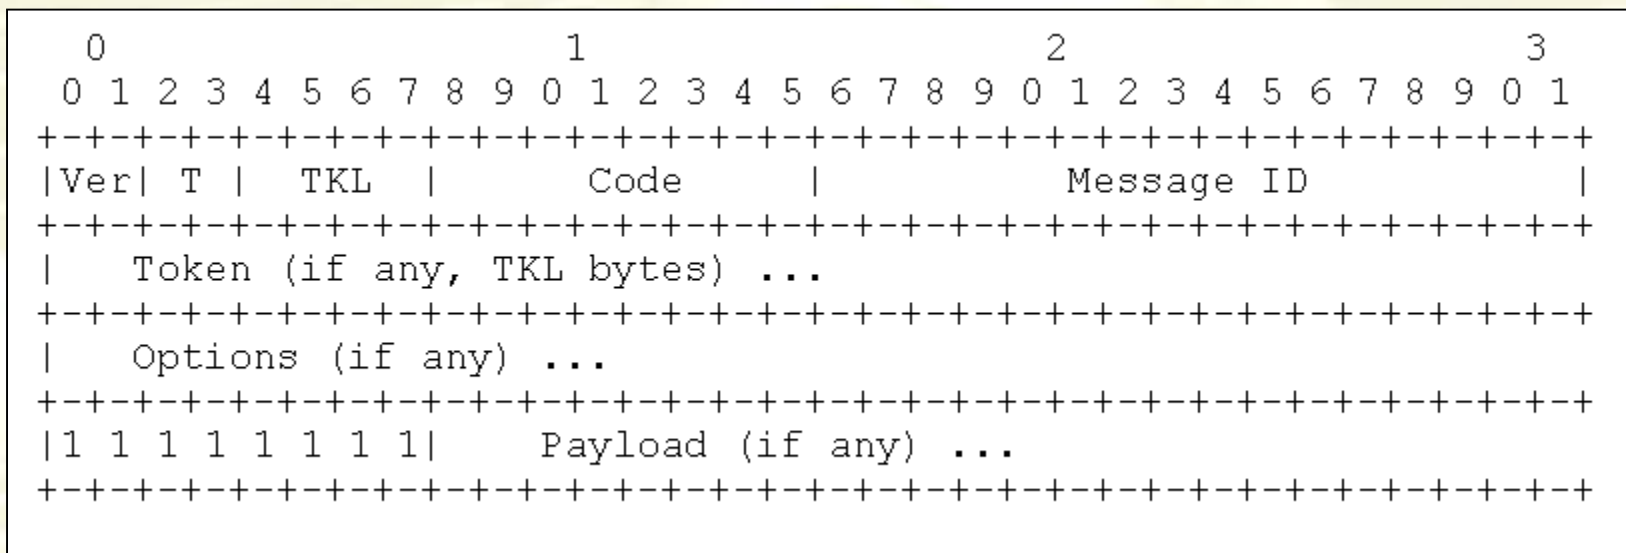 0 1 2 3
0 1 2 3 4 5 6 7 8 9 0 1 2 3 4 5 6 7 8 9 0 1 2 3 4 5 6 7 8 9 0 1
+-+-+-+-+-+-+-+-+-+-+-+-+-+-+-+-+-+-+-+-+-+-+-+-+-+-+-+-+-+-+-+-+
|Ver| T | TKL | Code | Message ID |
+-+-+-+-+-+-+-+-+-+-+-+-+-+-+-+-+-+-+-+-+-+-+-+-+-+-+-+-+-+-+-+-+
| Token (if any, TKL bytes) ...
+-+-+-+-+-+-+-+-+-+-+-+-+-+-+-+-+-+-+-+-+-+-+-+-+-+-+-+-+-+-+-+-+
| Options (if any) ...
+-+-+-+-+-+-+-+-+-+-+-+-+-+-+-+-+-+-+-+-+-+-+-+-+-+-+-+-+-+-+-+-+
|1 1 1 1 1 1 1 1| Payload (if any) ...
+-+-+-+-+-+-+-+-+-+-+-+-+-+-+-+-+-+-+-+-+-+-+-+-+-+-+-+-+-+-+-+-+